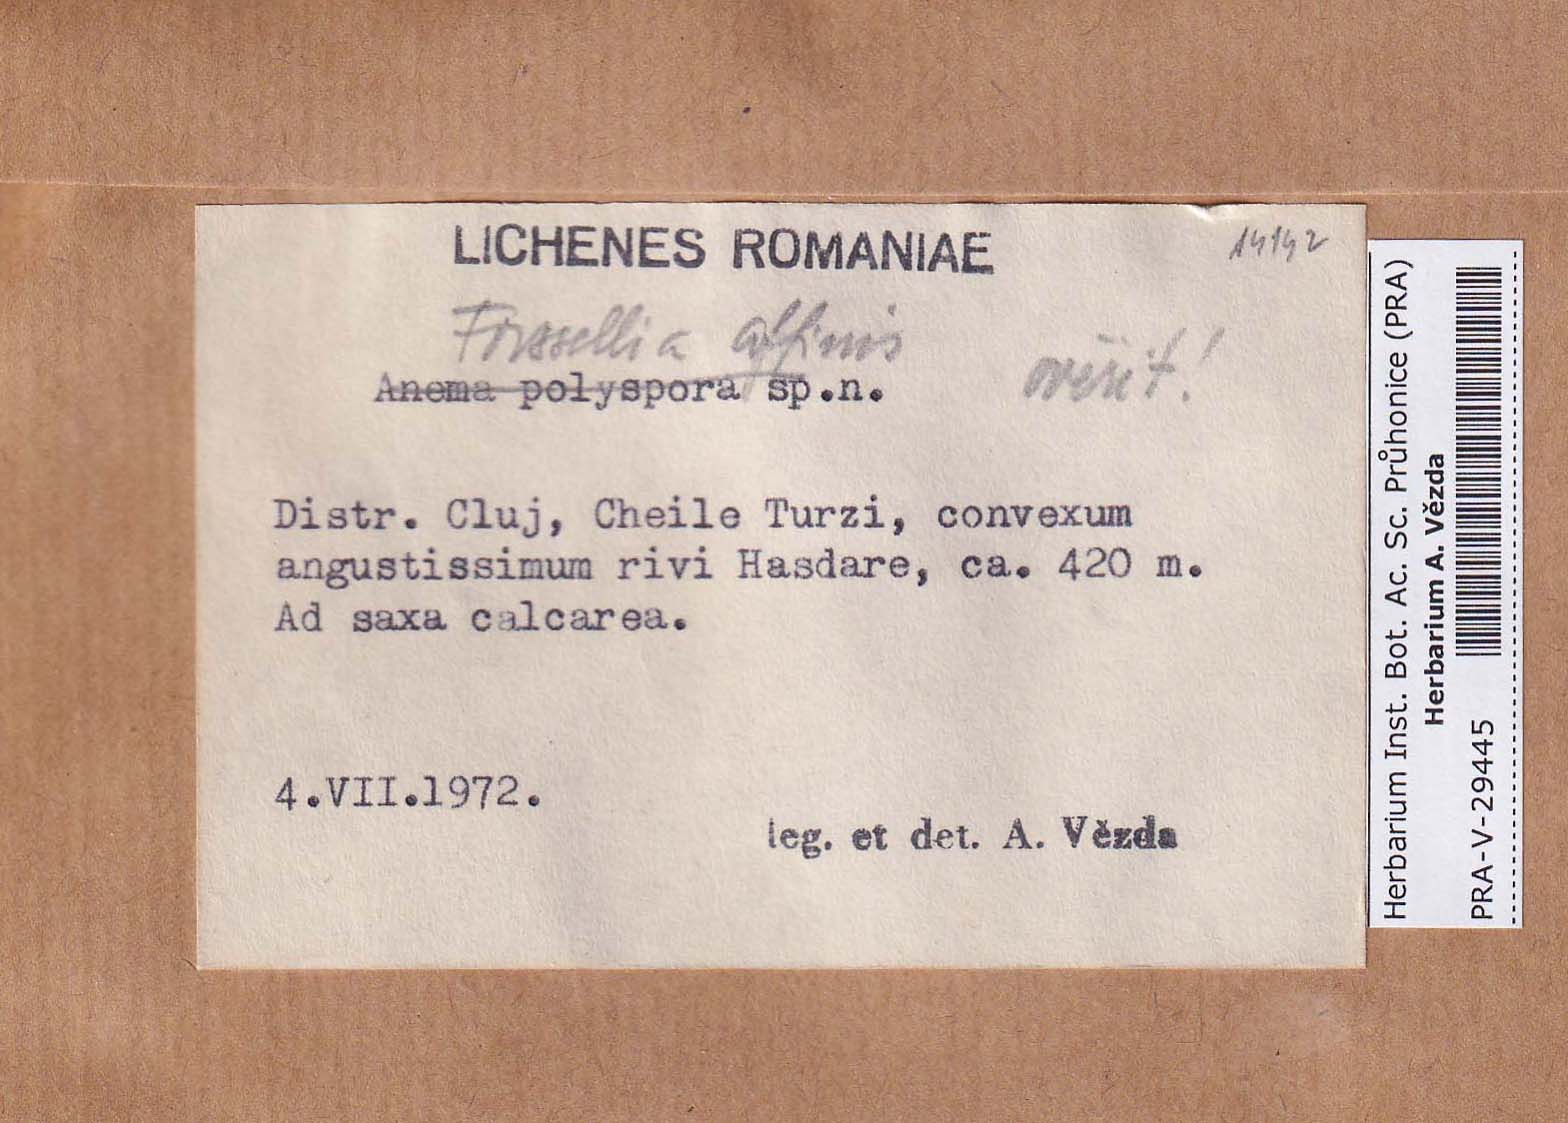 LICHENES ROMANIAE
14142
Forssellia affinis
Anema polyspora sp.n.
ověřit!
Distr. Cluj, Cheile Turzi, convexum
angustissimum rivi Hasdare, ca. 420 m.
Ad saxa calcarea.
4.VII.1972.
leg. et det. A. Vězda
Herbarium Inst. Bot. Ac. Sc. Průhonice (PRA)
Herbarium A. Vězda
PRA-V-29445